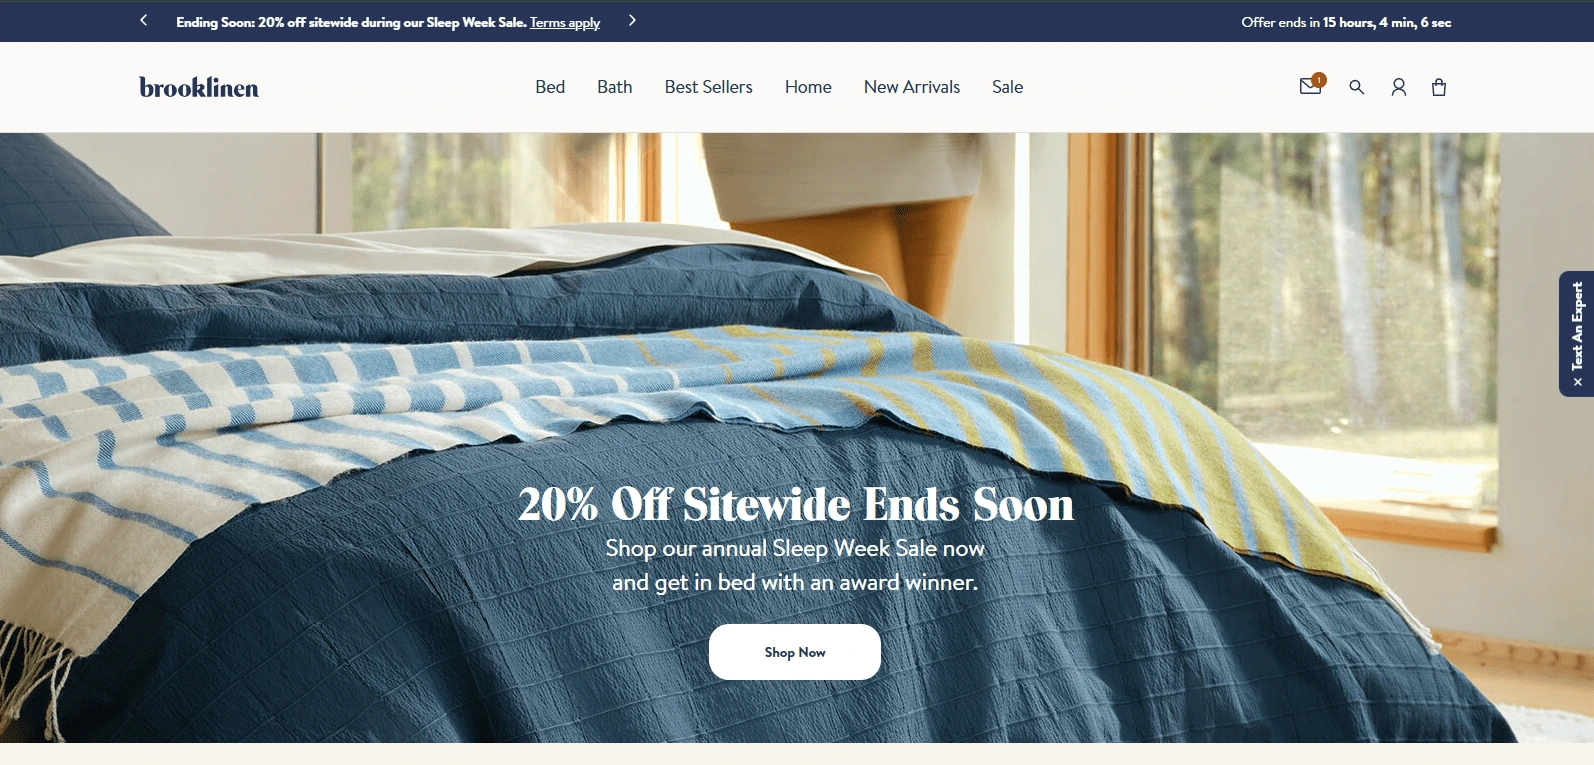 Ending Soon: 20% off sitewide during our Sleep Week Sale. Terms apply
Offer ends in 15 hours, 4 min, 6 sec
brooklinen
Bed
Bath
Best Sellers
Home
New Arrivals
Sale
1
Text An Expert
20% Off Sitewide Ends Soon
Shop our annual Sleep Week Sale now
and get in bed with an award winner.
Shop Now